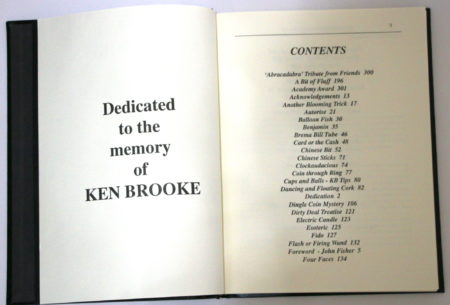 Dedicated
to the
memory
of
KEN BROOKE
3
CONTENTS
'Abracadabra' Tribute from Friends 300
A Bit of Fluff 196
Academy Award 301
Acknowledgements 13
Another Blooming Trick 17
Autorise 21
Balloon Fish 30
Benjamin 35
Brema Bill Tube 46
Card or the Cash 48
Chinese Bit 52
Chinese Sticks 71
Clockaudacious 74
Coin through Ring 77
Cups and Balls - KB Tips 80
Dancing and Floating Cork 82
Dedication 2
Dingle Coin Mystery 106
Dirty Deal Treatise 121
Electric Candle 123
Esoteric 125
Fido 127
Flash or Firing Wand 132
Foreword - John Fisher 5
Four Faces 134